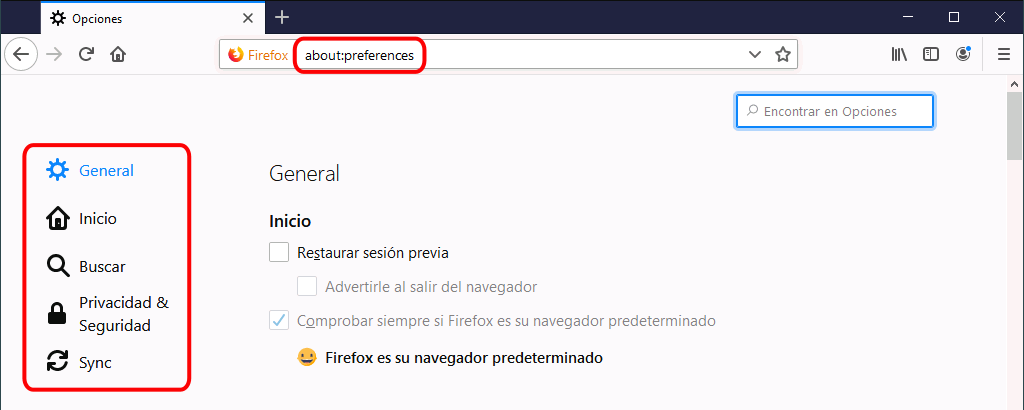 Opciones
Firefox about:preferences
Encontrar en Opciones
General
Inicio
Buscar
Privacidad &
Seguridad
Sync
General
Inicio
Restaurar sesión previa
Advertirle al salir del navegador
Comprobar siempre si Firefox es su navegador predeterminado
Firefox es su navegador predeterminado